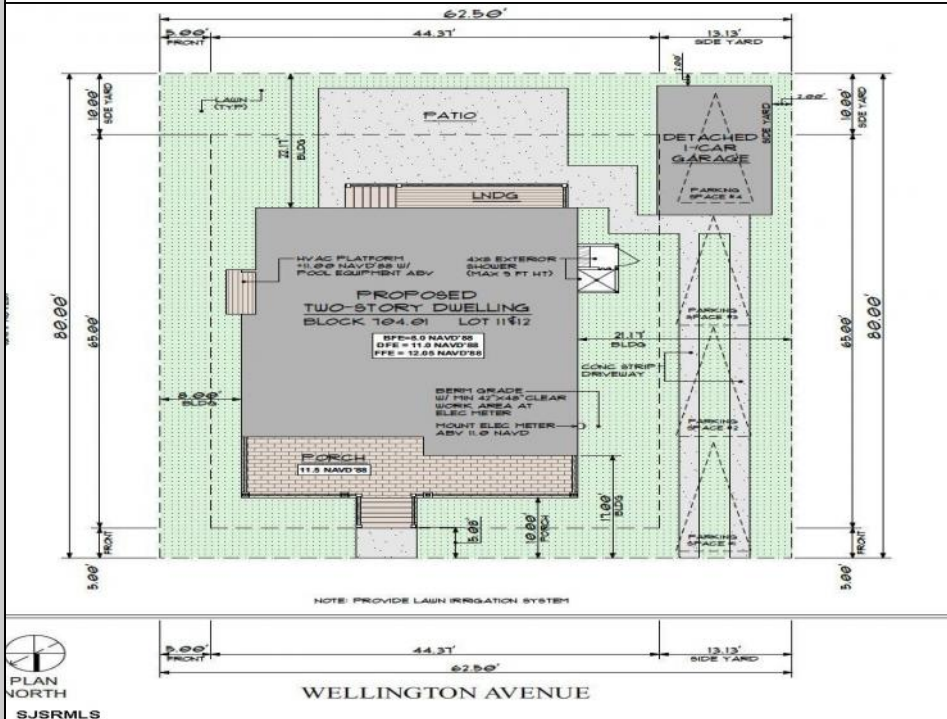 62.50'
5.00'
FRONT
44.37'
13.13'
SIDE YARD
10.00'
SIDE YARD
LAWN
(TYP)
22.17'
BLDG
PATIO
2.00'
2.00'
SIDE YARD
10.00'
SIDE YARD
DETACHED
1-CAR
GARAGE
PARKING
SPACE #4
LNDG
HVAC PLATFORM
+11.00 NAVD'88 W/
POOL EQUIPMENT ABV
4X8 EXTERIOR
SHOWER
(MAX 9 FT HT)
PROPOSED
TWO-STORY DWELLING
BLOCK 704.01 LOT 11&12
BFE=8.0 NAVD'88
DFE = 11.0 NAVD'88
FFE = 12.05 NAVD'88
80.00'
65.00'
PARKING
SPACE #3
21.17'
BLDG
CONC STRIP
DRIVEWAY
65.00'
80.00'
8.00'
BLDG
BERM GRADE
W/ MIN 42"x48" CLEAR
WORK AREA AT
ELEC METER
MOUNT ELEC METER
ABV 11.0 NAVD
PARKING
SPACE #2
PORCH
11.5 NAVD'88
5.08'
10.00'
PORCH
17.00'
BLDG
PARKING
SPACE #1
FRONT
5.00'
FRONT
5.00'
NOTE: PROVIDE LAWN IRRIGATION SYSTEM
5.00'
FRONT
44.37'
13.13'
SIDE YARD
62.50'
PLAN
NORTH
WELLINGTON AVENUE
SJSRMLS